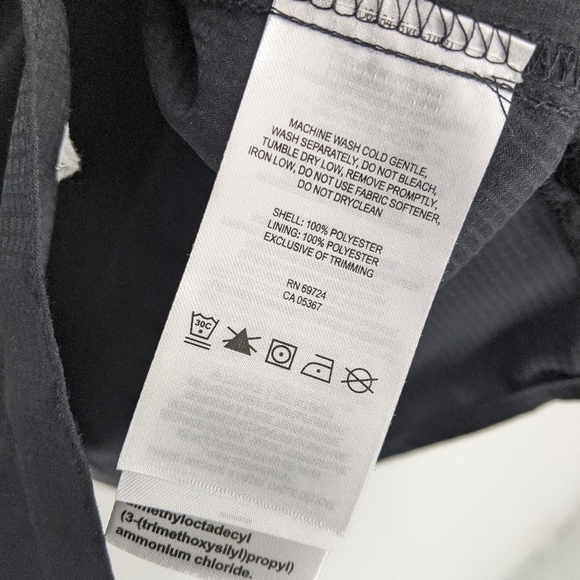 MACHINE WASH COLD GENTLE,
WASH SEPARATELY, DO NOT BLEACH,
TUMBLE DRY LOW, REMOVE PROMPTLY,
IRON LOW, DO NOT USE FABRIC SOFTENER,
DO NOT DRYCLEAN
SHELL: 100% POLYESTER
LINING: 100% POLYESTER
EXCLUSIVE OF TRIMMING
RN 69724
CA 05367
30C
(3-(trimethoxysilyl)propyl)
ammonium chloride.